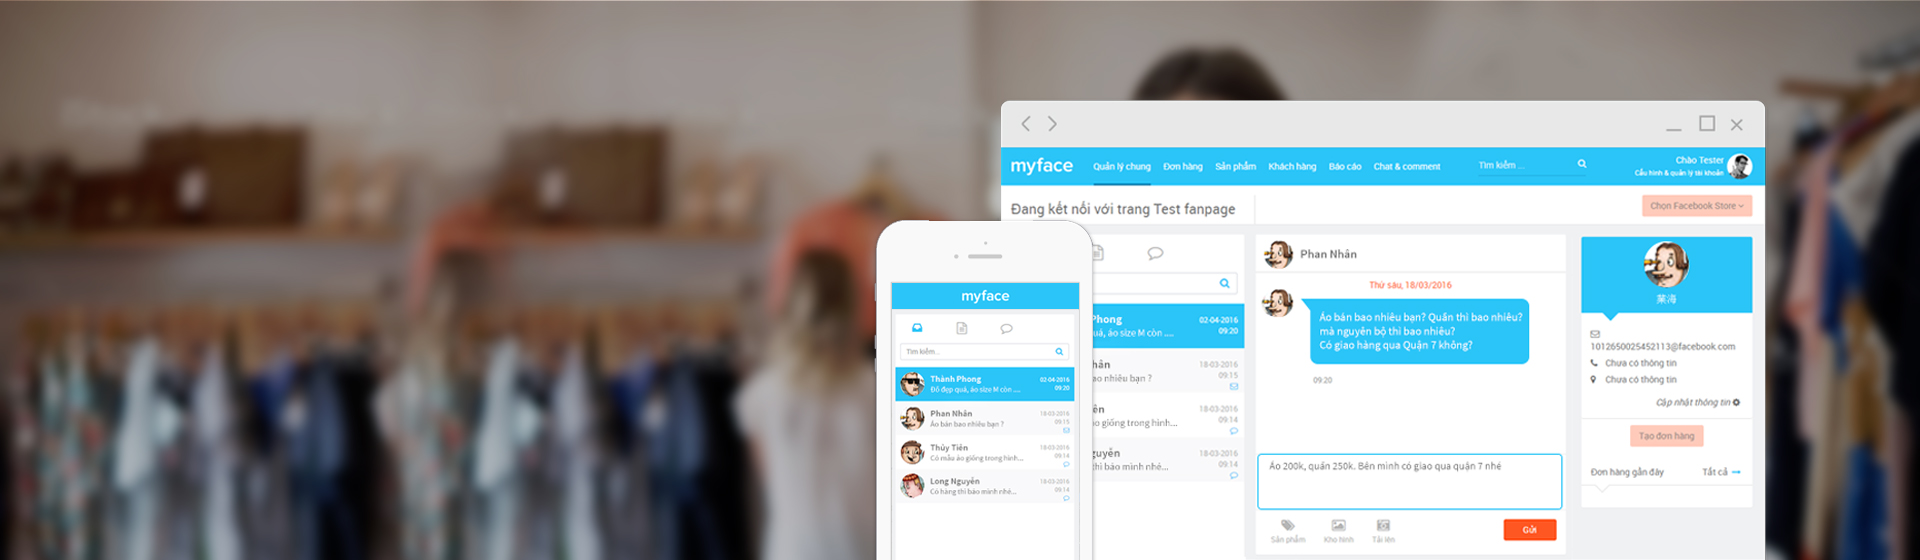 myface
Quản lý chung
Đơn hàng
Sản phẩm
Khách hàng
Báo cáo
Chat & comment
Tìm kiếm ...
Chào Tester
Cấu hình & quản lý tài khoản
Đang kết nối với trang Test fanpage
Chọn Facebook Store
myface
Tìm kiếm...
Thành Phong
02-04-2016
Đồ đẹp quá, áo size M còn ....
09:20
Phan Nhân
18-03-2016
Áo bán bao nhiêu bạn ?
09:15
Thủy Tiên
18-03-2016
Có mẫu áo giống trong hình...
09:14
Long Nguyễn
18-03-2016
Có hàng thì báo mình nhé...
09:14
Phong
02-04-2016
uá, áo size M còn ....
09:20
hân
18-03-2016
09:15
ao nhiêu bạn ?
ên
18-03-2016
09:14
áo giống trong hình...
guyễn
18-03-2016
09:14
thì báo mình nhé...
Phan Nhân
Thứ sáu, 18/03/2016
Áo bán bao nhiêu bạn? Quần thì bao nhiêu?
mà nguyên bộ thì bao nhiêu?
Có giao hàng qua Quận 7 không?
09:20
Áo 200k, quần 250k. Bên mình có giao qua quận 7 nhé
Sản phẩm
Kho hình
Tải lên
Gửi
葉海
1012650025452113@facebook.com
Chưa có thông tin
Chưa có thông tin
Cập nhật thông tin
Tạo đơn hàng
Đơn hàng gần đây
Tất cả